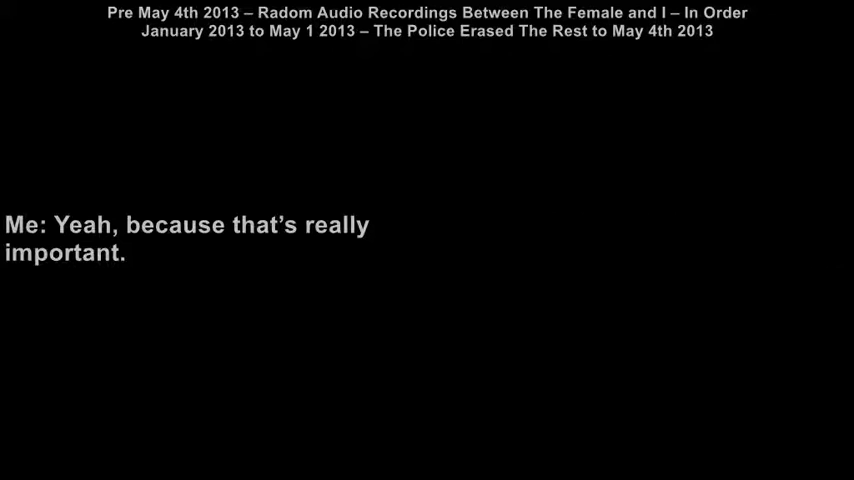 Pre May 4th 2013 – Radom Audio Recordings Between The Female and I – In Order
January 2013 to May 1 2013 – The Police Erased The Rest to May 4th 2013
Me: Yeah, because that’s really
important.